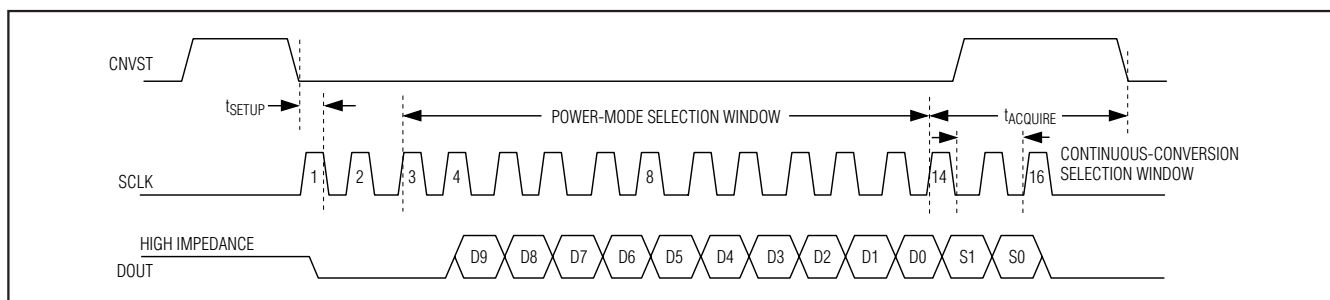 CNVST
tSETUP
POWER-MODE SELECTION WINDOW
tACQUIRE
CONTINUOUS-CONVERSION
SELECTION WINDOW
SCLK
1 2 3 4 8 14 16
HIGH IMPEDANCE
DOUT
D9 D8 D7 D6 D5 D4 D3 D2 D1 D0 S1 S0